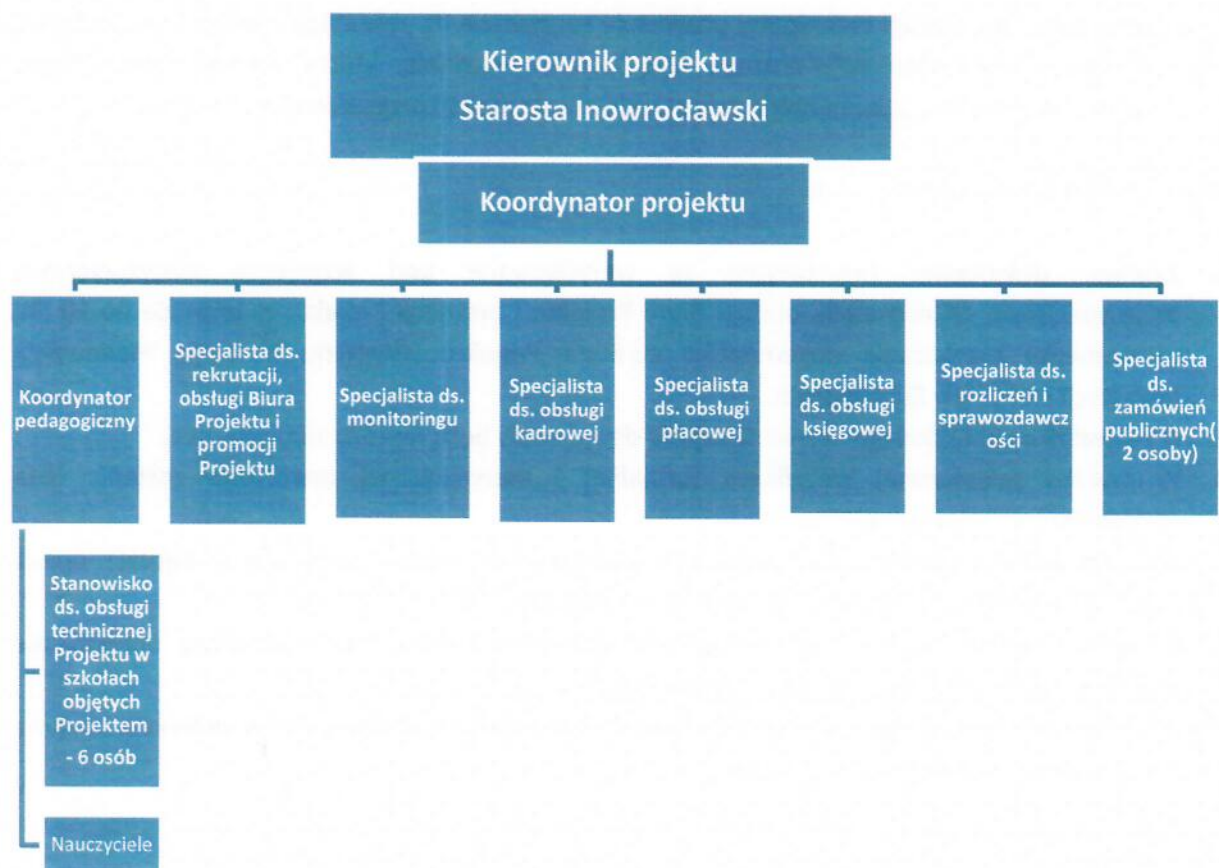 Kierownik projektu
Starosta Inowrocławski
Koordynator projektu
Koordynator
pedagogiczny
Specjalista ds.
rekrutacji,
obsługi Biura
Projektu i
promocji
Projektu
Specjalista ds.
monitoringu
Specjalista
ds. obsługi
kadrowej
Specjalista
ds. obsługi
płacowej
Specjalista
ds. obsługi
księgowej
Specjalista ds.
rozliczeń i
sprawozdawcz
ości
Specjalista
ds.
zamówień
publicznych(
2 osoby)
Stanowisko
ds. obsługi
technicznej
Projektu w
szkołach
objętych
Projektem
- 6 osób
Nauczyciele